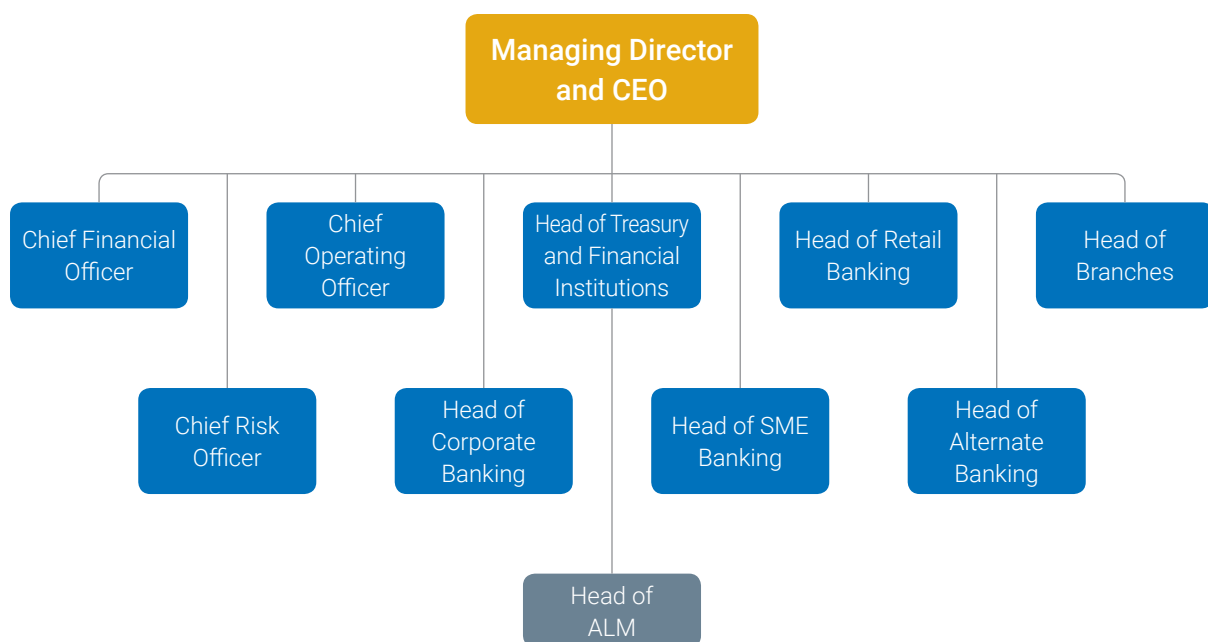 Managing Director
and CEO
Chief Financial
Officer
Chief
Operating
Officer
Head of Treasury
and Financial
Institutions
Head of Retail
Banking
Head of
Branches
Chief Risk
Officer
Head of
Corporate
Banking
Head of SME
Banking
Head of
Alternate
Banking
Head of
ALM